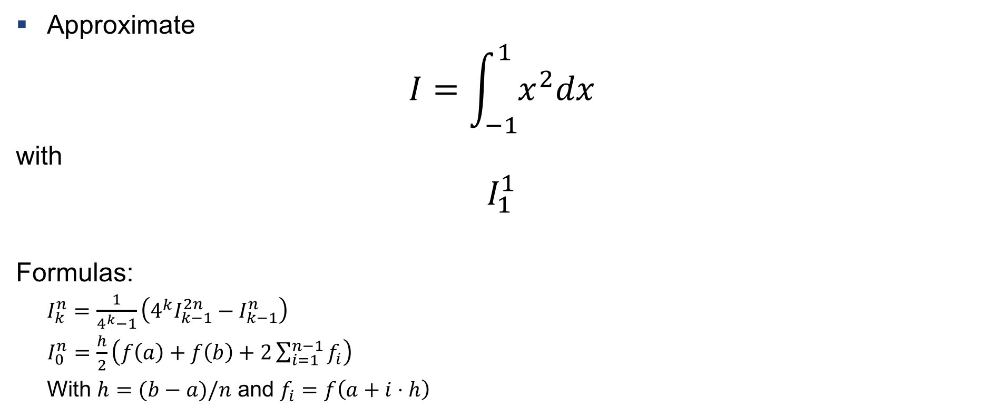 ▪ Approximate
$I = \int_{-1}^{1} x^2 dx$
with
$I_1^1$
Formulas:
$I_k^n = \frac{1}{4^k-1}\left(4^k I_{k-1}^{2n} - I_{k-1}^n\right)$
$I_0^n = \frac{h}{2}\left(f(a) + f(b) + 2\sum_{i=1}^{n-1} f_i\right)$
With $h = (b - a)/n$ and $f_i = f(a + i \cdot h)$